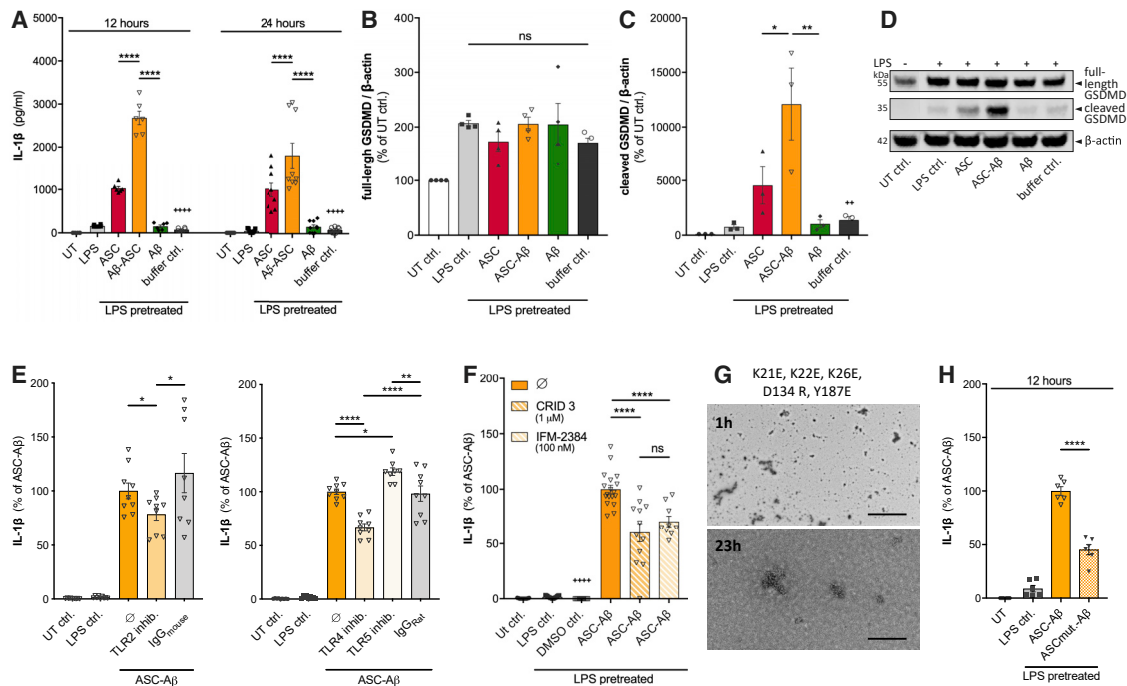 A
5000
4000
3000
2000
1000
0
IL-1β (pg/ml)
12 hours
24 hours
****
****
****
****
++++
++++
UT
LPS
ASC
Aβ-ASC
Aβ
buffer ctrl.
UT
LPS
ASC
Aδ-ASC
Aβ
buffer ctrl.
LPS pretreated
LPS pretreated
B
400
300
200
100
0
full-lergh GSDMD / β-actin
(% of UT ctrl.)
ns
UT ctrl.
LPS ctrl.
ASC
ASC-Aβ
Aβ
buffer ctrl.
LPS pretreated
C
20000
15000
10000
5000
0
cleaved GSDMD / β-actin
(% of UT ctrl.)
*
**
++
UT ctrl.
LPS ctrl.
ASC
ASC-Aβ
Aβ
buffer ctrl.
LPS pretreated
D
LPS - + + + + +
kDa
55
35
42
full-
length
GSDMD
cleaved
GSDMD
β-actin
UT ctrl.
LPS ctrl.
ASC
ASC-Aβ
Aβ
buffer ctrl.
E
200
150
100
50
0
IL-1β (% of ASC-Aβ)
*
*
UT ctrl.
LPS ctrl.
∅
TLR2 inhib.
IgGmouse
ASC-Aβ
200
150
100
50
0
IL-1β (% of ASC-Aβ)
**
****
****
*
UT ctrl.
LPS ctrl.
∅
TLR4 inhib.
TLR5 inhib.
IgGRat
ASC-Aβ
F
200
150
100
50
0
IL-1β (% of ASC-Aβ)
∅
CRID 3
(1 μM)
IFM-2384
(100 nM)
****
****
ns
++++
Ut ctrl.
LPS ctrl.
DMSO ctrl.
ASC-Aβ
ASC-Aβ
ASC-Aβ
LPS pretreated
G
K21E, K22E, K26E,
D134 R, Y187E
1h
23h
H
12 hours
200
150
100
50
0
IL-1β (% of ASC-Aβ)
****
UT
LPS ctrl.
ASC-Aβ
ASCmut.-Aβ
LPS pretreated